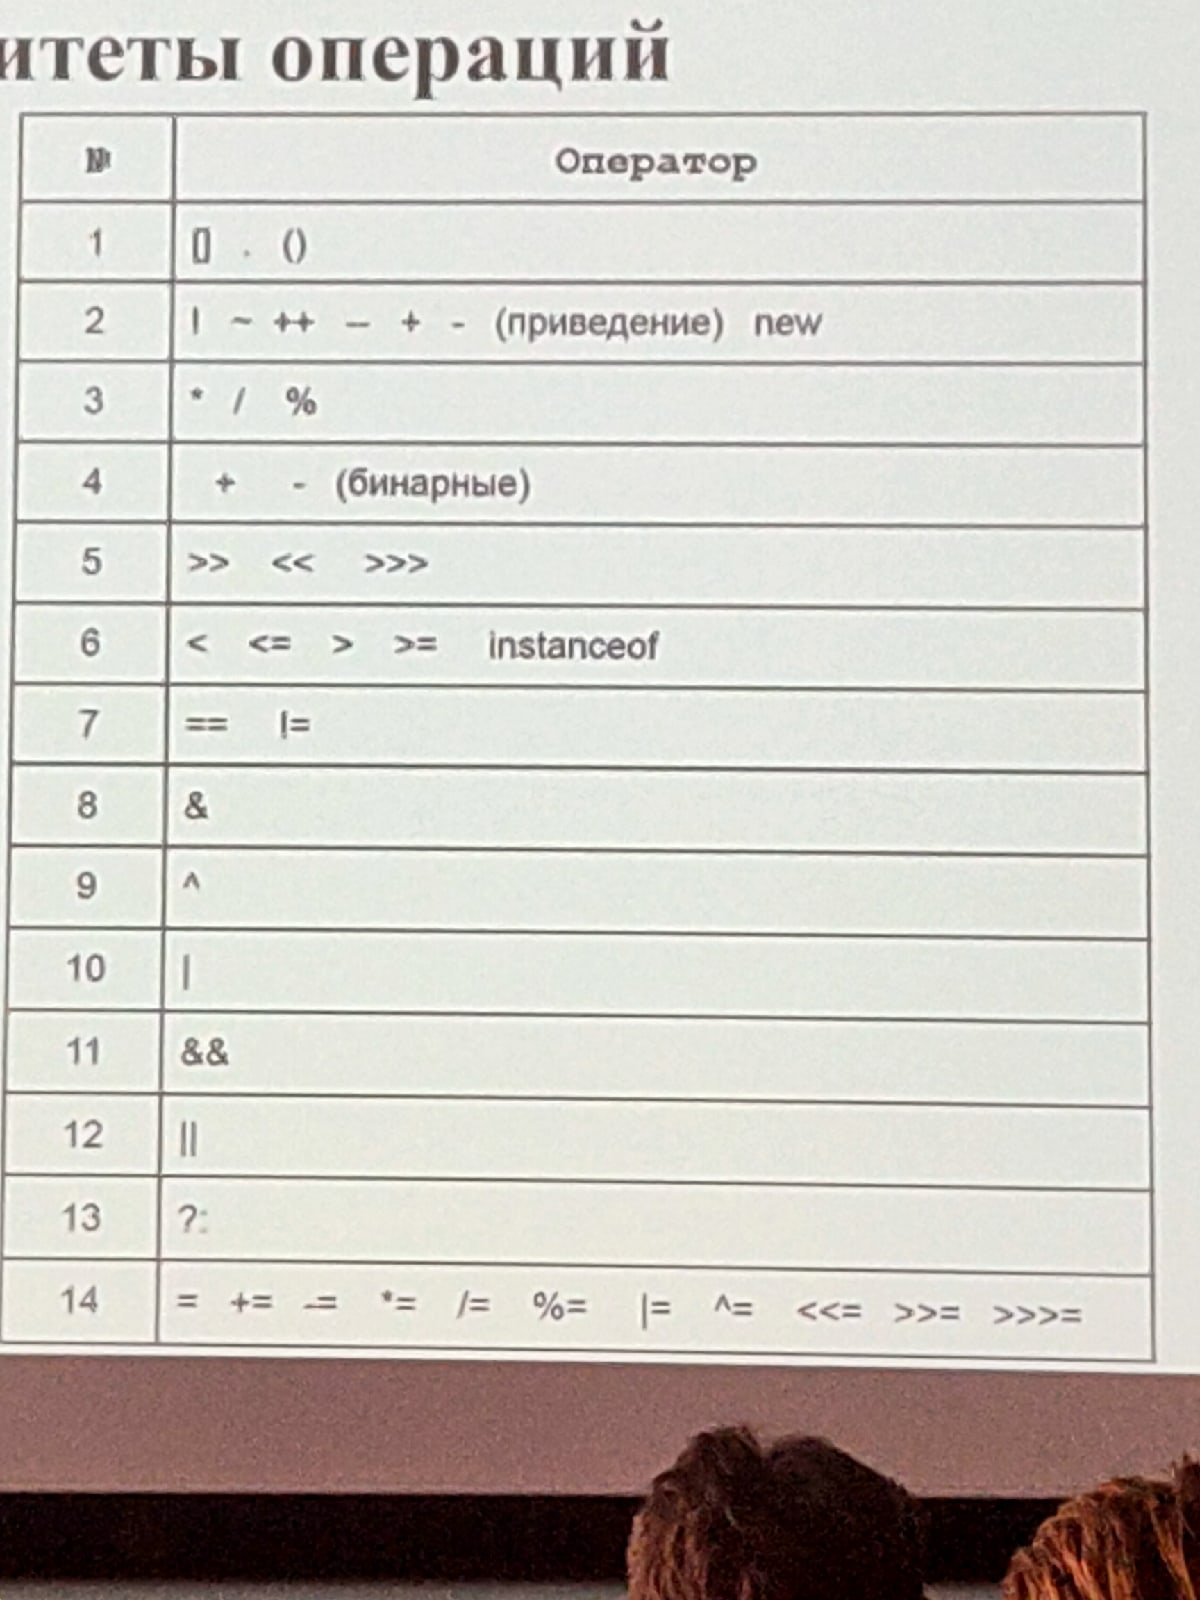 итеты операций
№ Оператор
1 [] . ()
2 ! ~ ++ -- + - (приведение) new
3 * / %
4 + - (бинарные)
5 >> << >>>
6 < <= > >= instanceof
7 == !=
8 &
9 ^
10 |
11 &&
12 ||
13 ?:
14 = += -= *= /= %= |= ^= <<= >>= >>>=